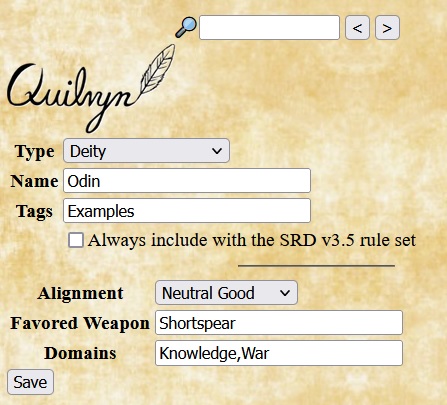 < >
Quilvyn
Type Deity
Name Odin
Tags Examples
Always include with the SRD v3.5 rule set
Alignment Neutral Good
Favored Weapon Shortspear
Domains Knowledge,War
Save